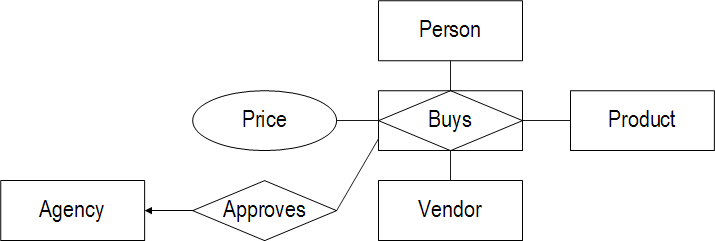 Person
Price
Buys
Product
Agency
Approves
Vendor